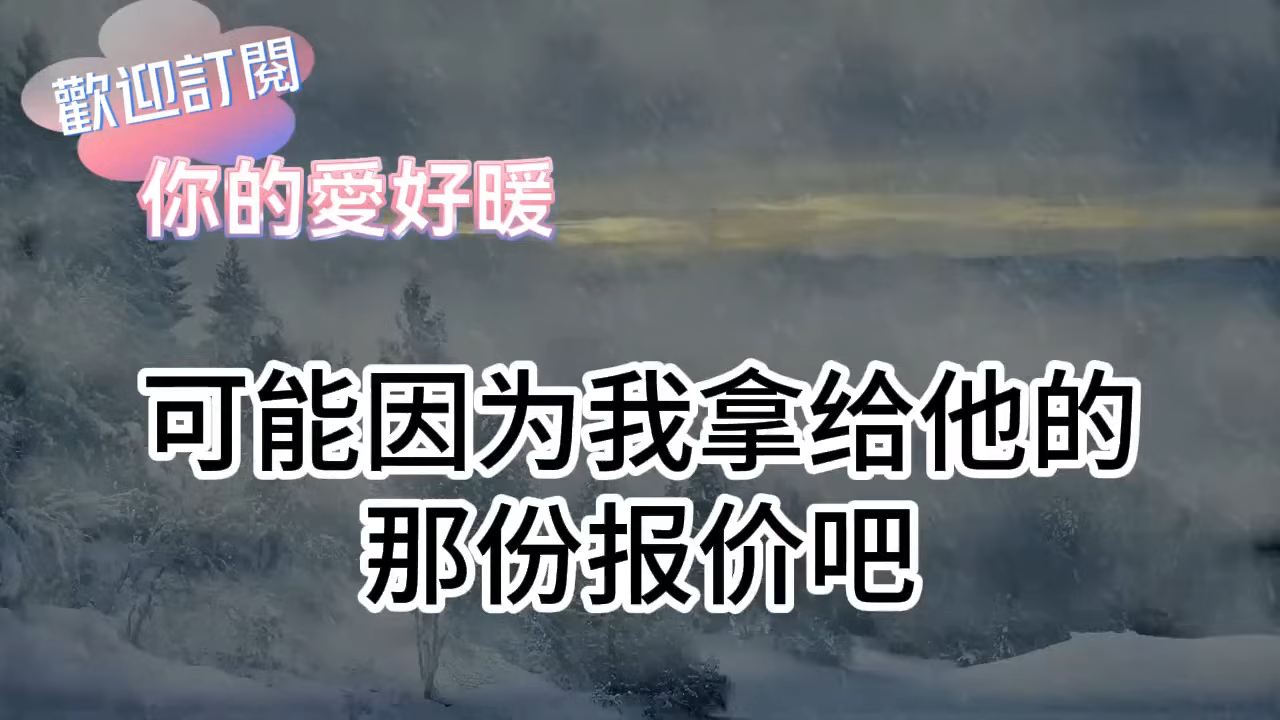 歡迎訂閱
你的愛好暖
可能因为我拿给他的
那份报价吧